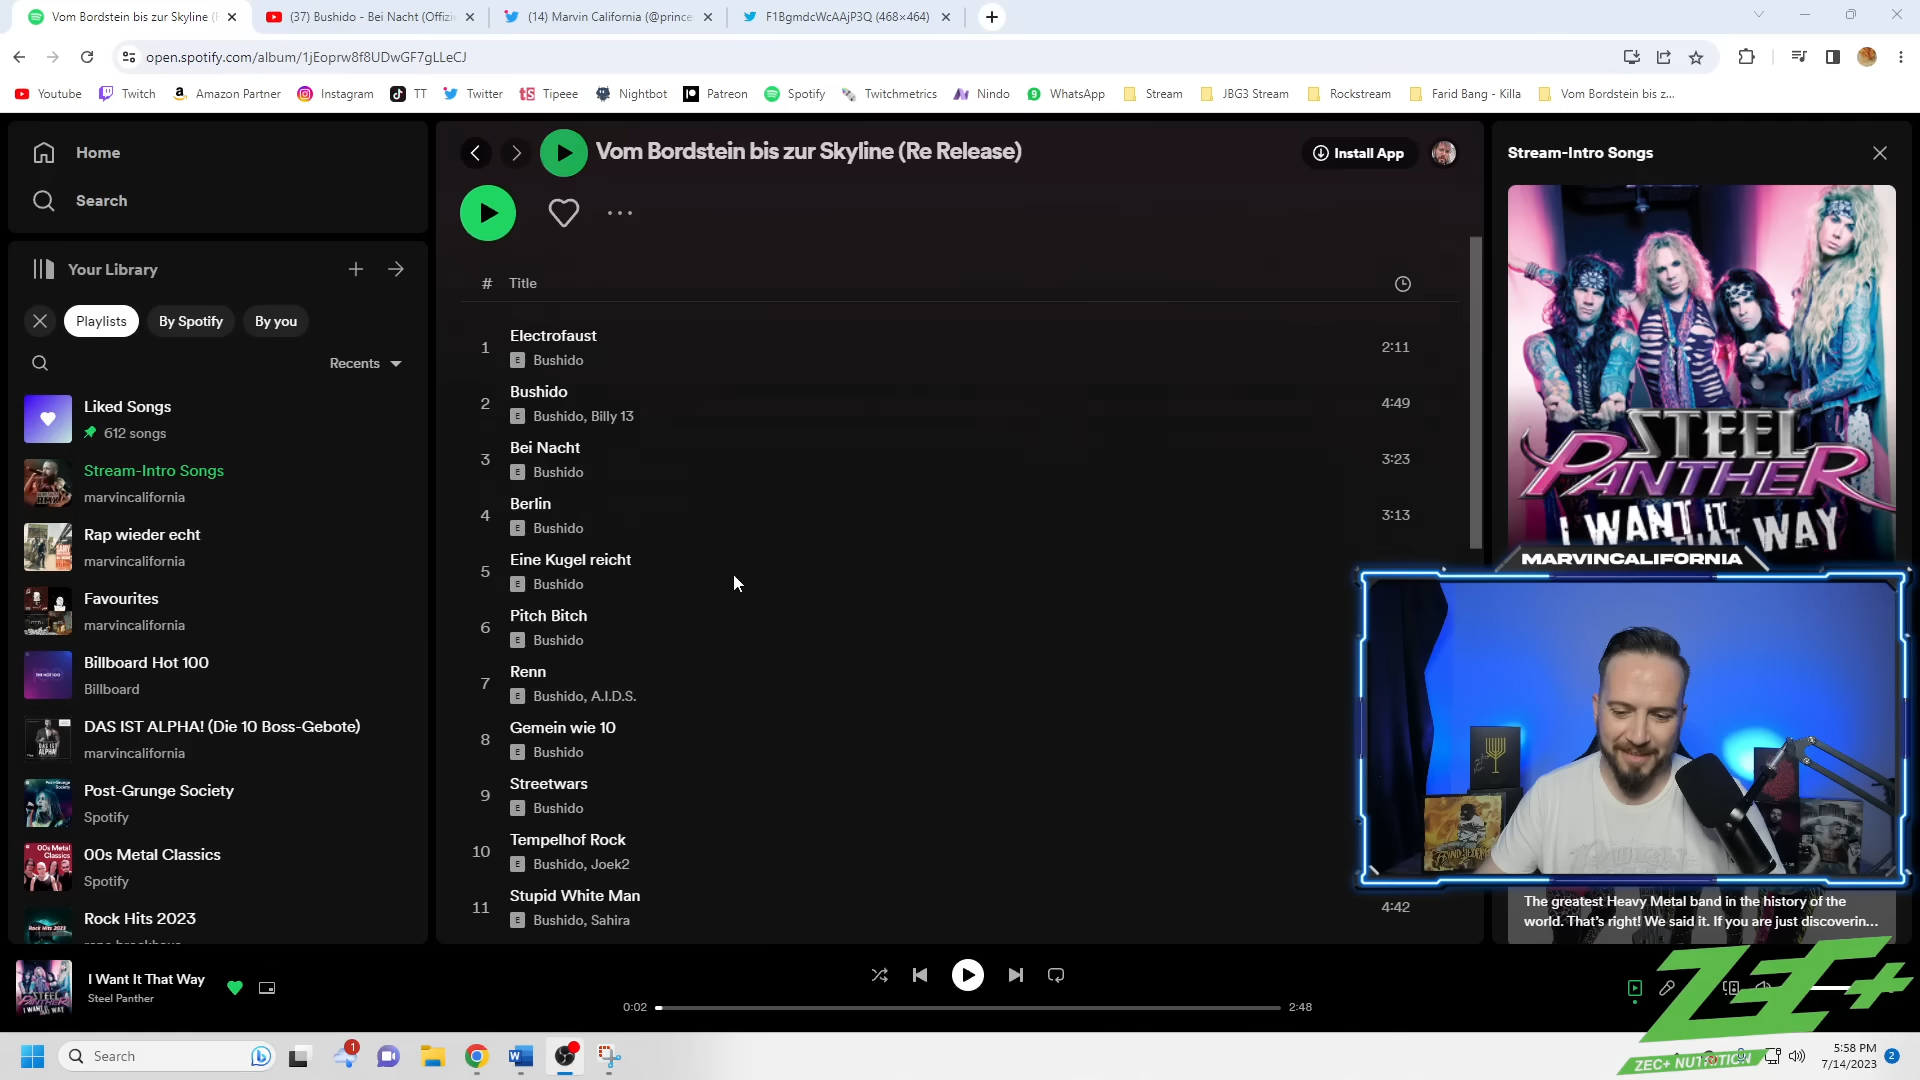 Vom Bordstein bis zur Skyline (
(37) Bushido - Bei Nacht (Offizi
(14) Marvin California (@prince
F1BgmdcWcAAjP3Q (468×464)
open.spotify.com/album/1jEoprw8f8UDwGF7gLLeCJ
Youtube
Twitch
Amazon Partner
Instagram
TT
Twitter
Tipeee
Nightbot
Patreon
Spotify
Twitchmetrics
Nindo
WhatsApp
Stream
JBG3 Stream
Rockstream
Farid Bang - Killa
Vom Bordstein bis z...
Home
Search
Your Library
Playlists
By Spotify
By you
Recents
Liked Songs
612 songs
Stream-Intro Songs
marvincalifornia
Rap wieder echt
marvincalifornia
Favourites
marvincalifornia
Billboard Hot 100
Billboard
DAS IST ALPHA! (Die 10 Boss-Gebote)
marvincalifornia
Post-Grunge Society
Spotify
00s Metal Classics
Spotify
Rock Hits 2023
Vom Bordstein bis zur Skyline (Re Release)
Install App
# Title
1 Electrofaust 2:11
E Bushido
2 Bushido 4:49
E Bushido, Billy 13
3 Bei Nacht 3:23
E Bushido
4 Berlin 3:13
E Bushido
5 Eine Kugel reicht
E Bushido
6 Pitch Bitch
E Bushido
7 Renn
E Bushido, A.I.D.S.
8 Gemein wie 10
E Bushido
9 Streetwars
E Bushido
10 Tempelhof Rock
E Bushido, Joek2
11 Stupid White Man 4:42
E Bushido, Sahira
Stream-Intro Songs
STEEL
PANTHER
I WANT IT
THAT WAY
MARVINCALIFORNIA
The greatest Heavy Metal band in the history of the
world. That's right! We said it. If you are just discoverin...
I Want It That Way
Steel Panther
0:02
2:48
ZEC+
ZEC+ NUTRITION
Search
1
5:58 PM
7/14/2023
2